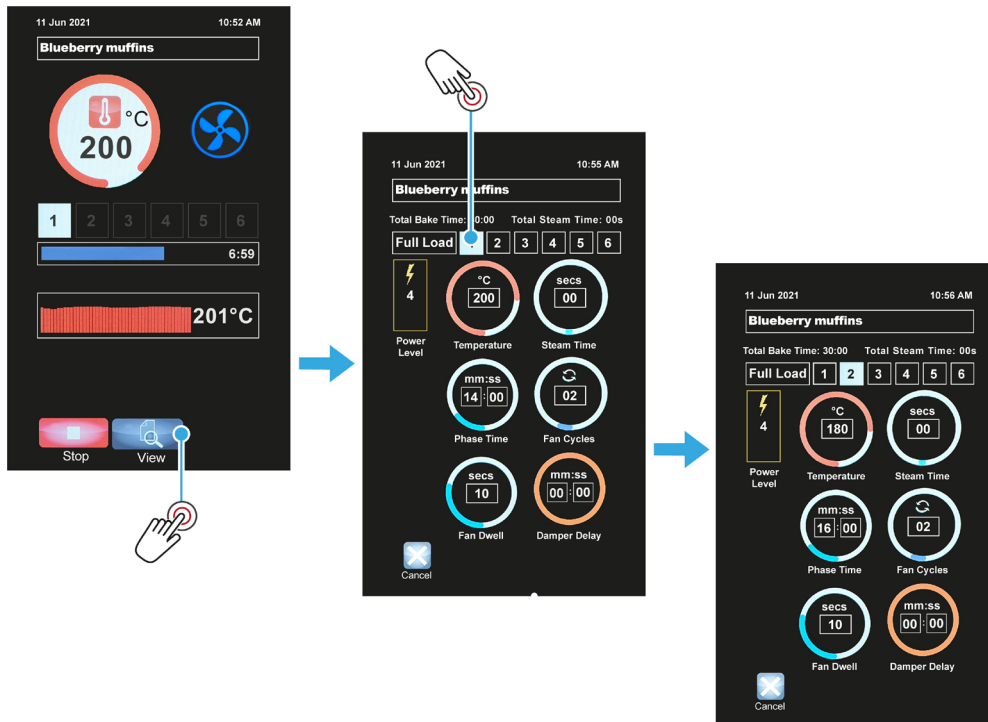 11 Jun 2021 10:52 AM
Blueberry muffins
°C
200
1 2 3 4 5 6
6:59
201°C
Stop View
11 Jun 2021 10:55 AM
Blueberry muffins
Total Bake Time: :00 Total Steam Time: 00s
Full Load 2 3 4 5 6
4
Power
Level
°C
200
Temperature
secs
00
Steam Time
mm:ss
14:00
Phase Time
02
Fan Cycles
secs
10
Fan Dwell
mm:ss
00:00
Damper Delay
Cancel
11 Jun 2021 10:56 AM
Blueberry muffins
Total Bake Time: 30:00 Total Steam Time: 00s
Full Load 1 2 3 4 5 6
4
Power
Level
°C
180
Temperature
secs
00
Steam Time
mm:ss
16:00
Phase Time
02
Fan Cycles
secs
10
Fan Dwell
mm:ss
00:00
Damper Delay
Cancel